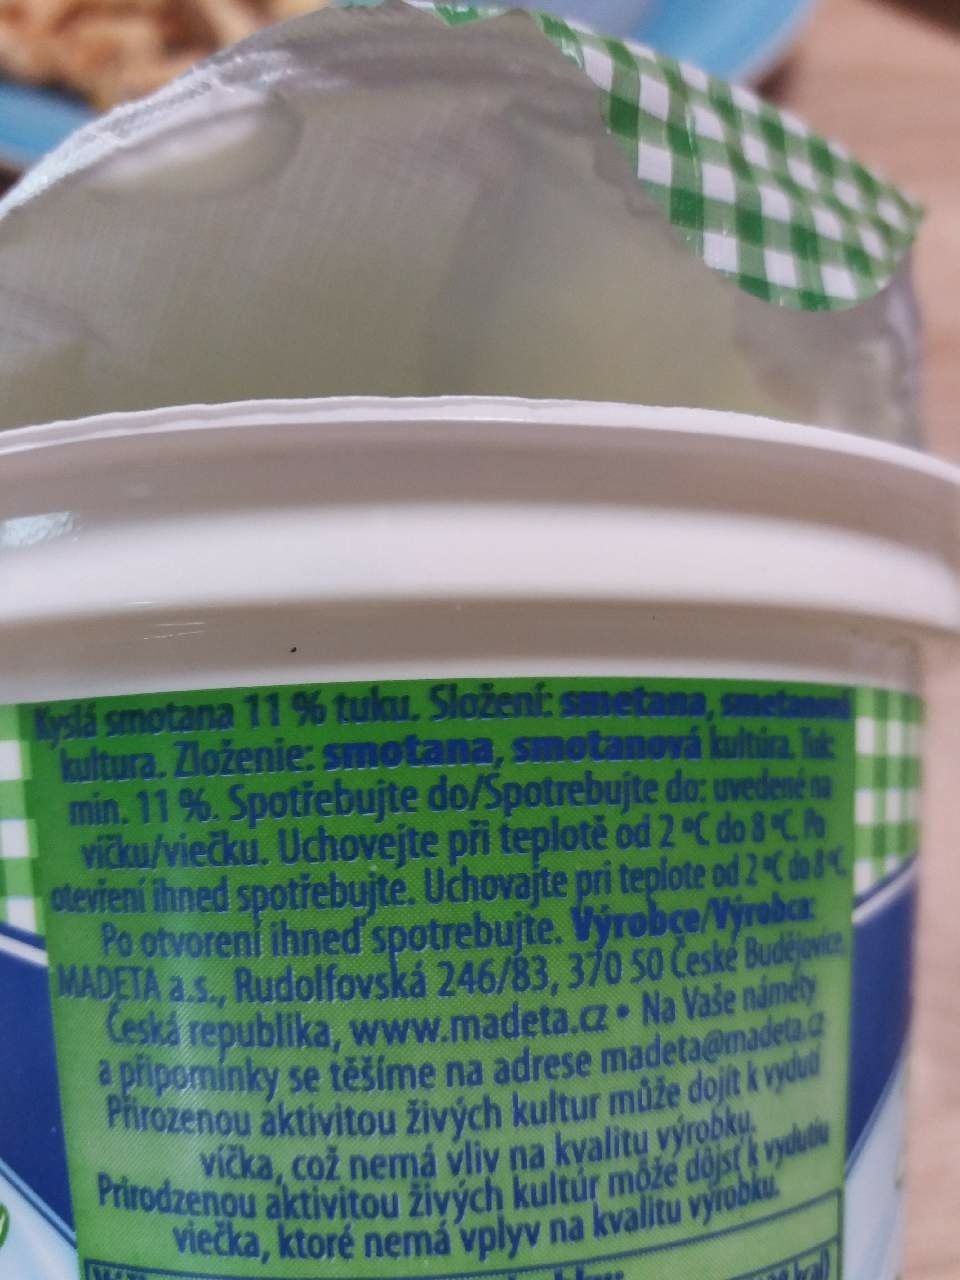 Kyslá smotana 11 % tuku. Složení: smetana, smetanová
kultura. Zloženie: smotana, smotanová kultúra. Tuk:
min. 11 %. Spotřebujte do/Spotrebujte do: uvedené na
víčku/viečku. Uchovejte při teplotě od 2 °C do 8 °C. Po
otevření ihned spotřebujte. Uchovajte pri teplote od 2 °C do 8 °C.
Po otvorení ihneď spotrebujte. Výrobce/Výrobca:
MADETA a.s., Rudolfovská 246/83, 370 50 České Budějovice,
Česká republika, www.madeta.cz • Na Vaše náměty
a připomínky se těšíme na adrese madeta@madeta.cz
Přirozenou aktivitou živých kultur může dojít k vydutí
víčka, což nemá vliv na kvalitu výrobku.
Prirodzenou aktivitou živých kultúr môže dôjsť k vydutiu
viečka, ktoré nemá vplyv na kvalitu výrobku.